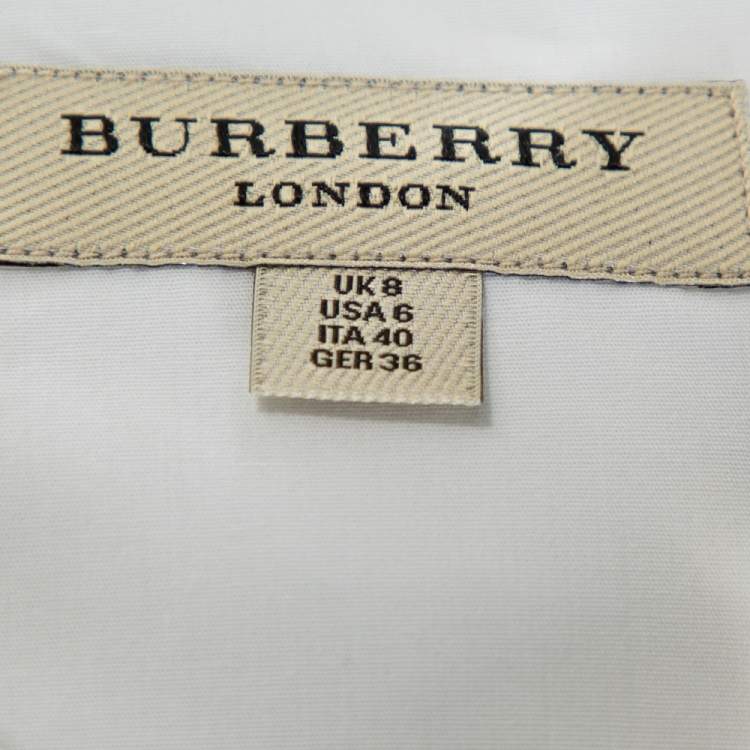 BURBERRY
LONDON
UK 8
USA 6
ITA 40
GER 36